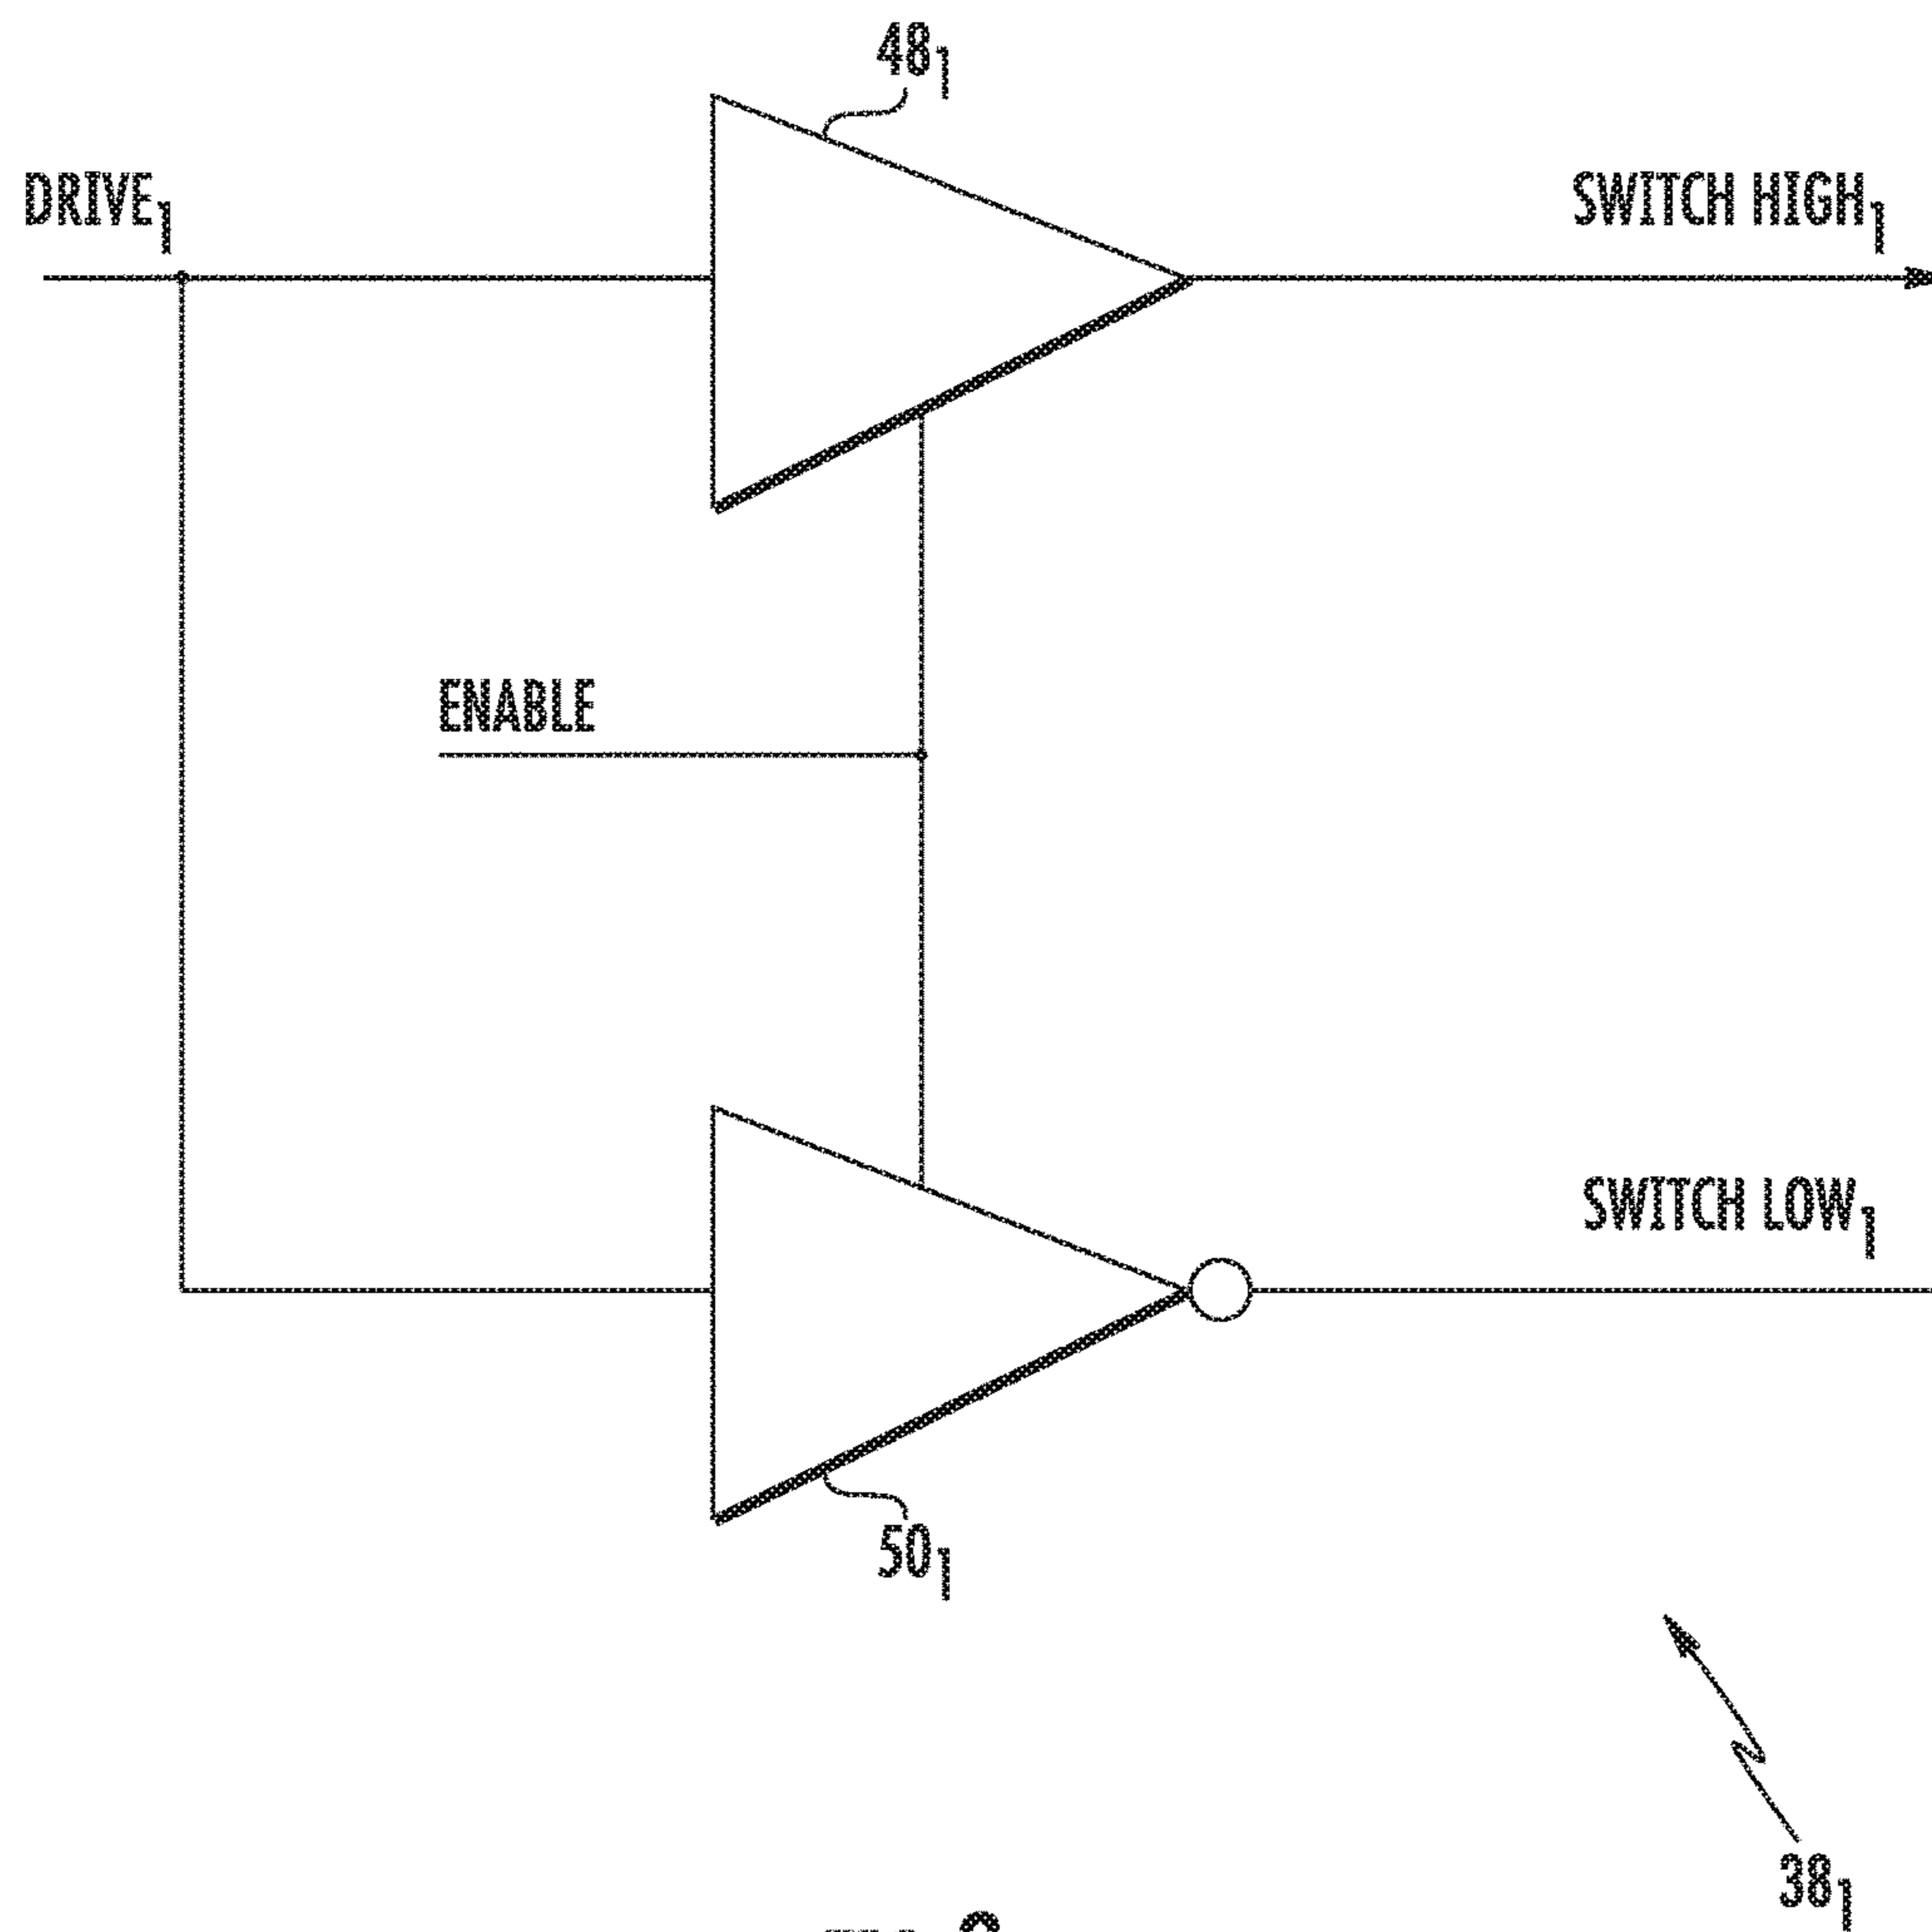 48₁
DRIVE₁
SWITCH HIGH₁
ENABLE
SWITCH LOW₁
50₁
38₁